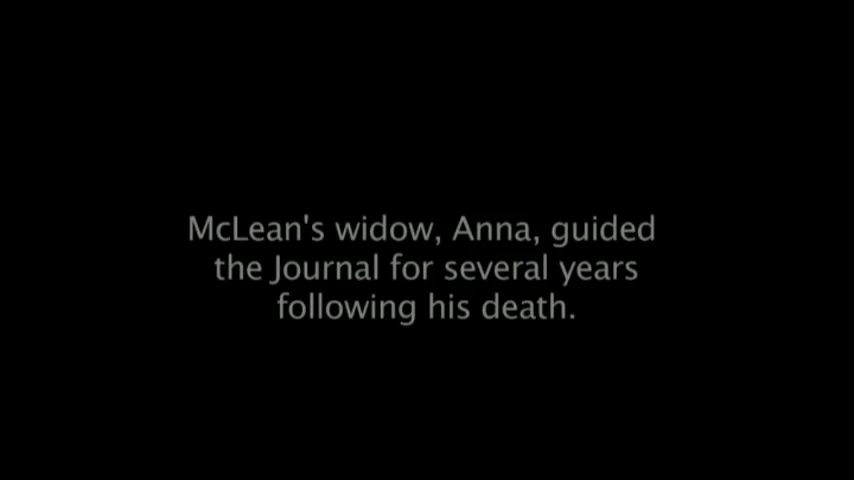 McLean's widow, Anna, guided
the Journal for several years
following his death.